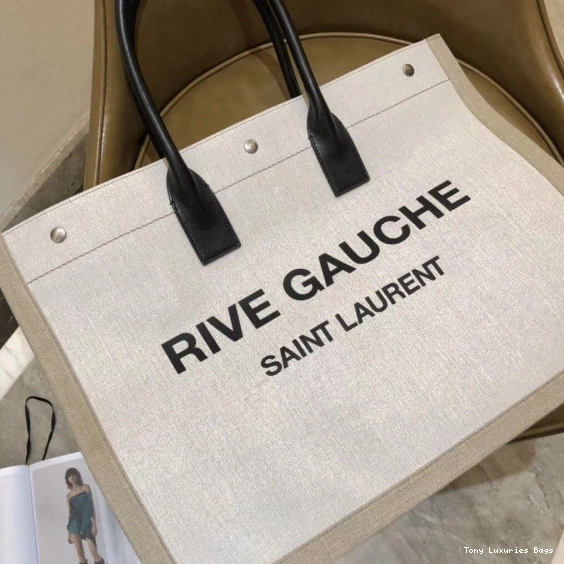 RIVE GAUCHE
SAINT LAURENT
Tony Luxuries Bags